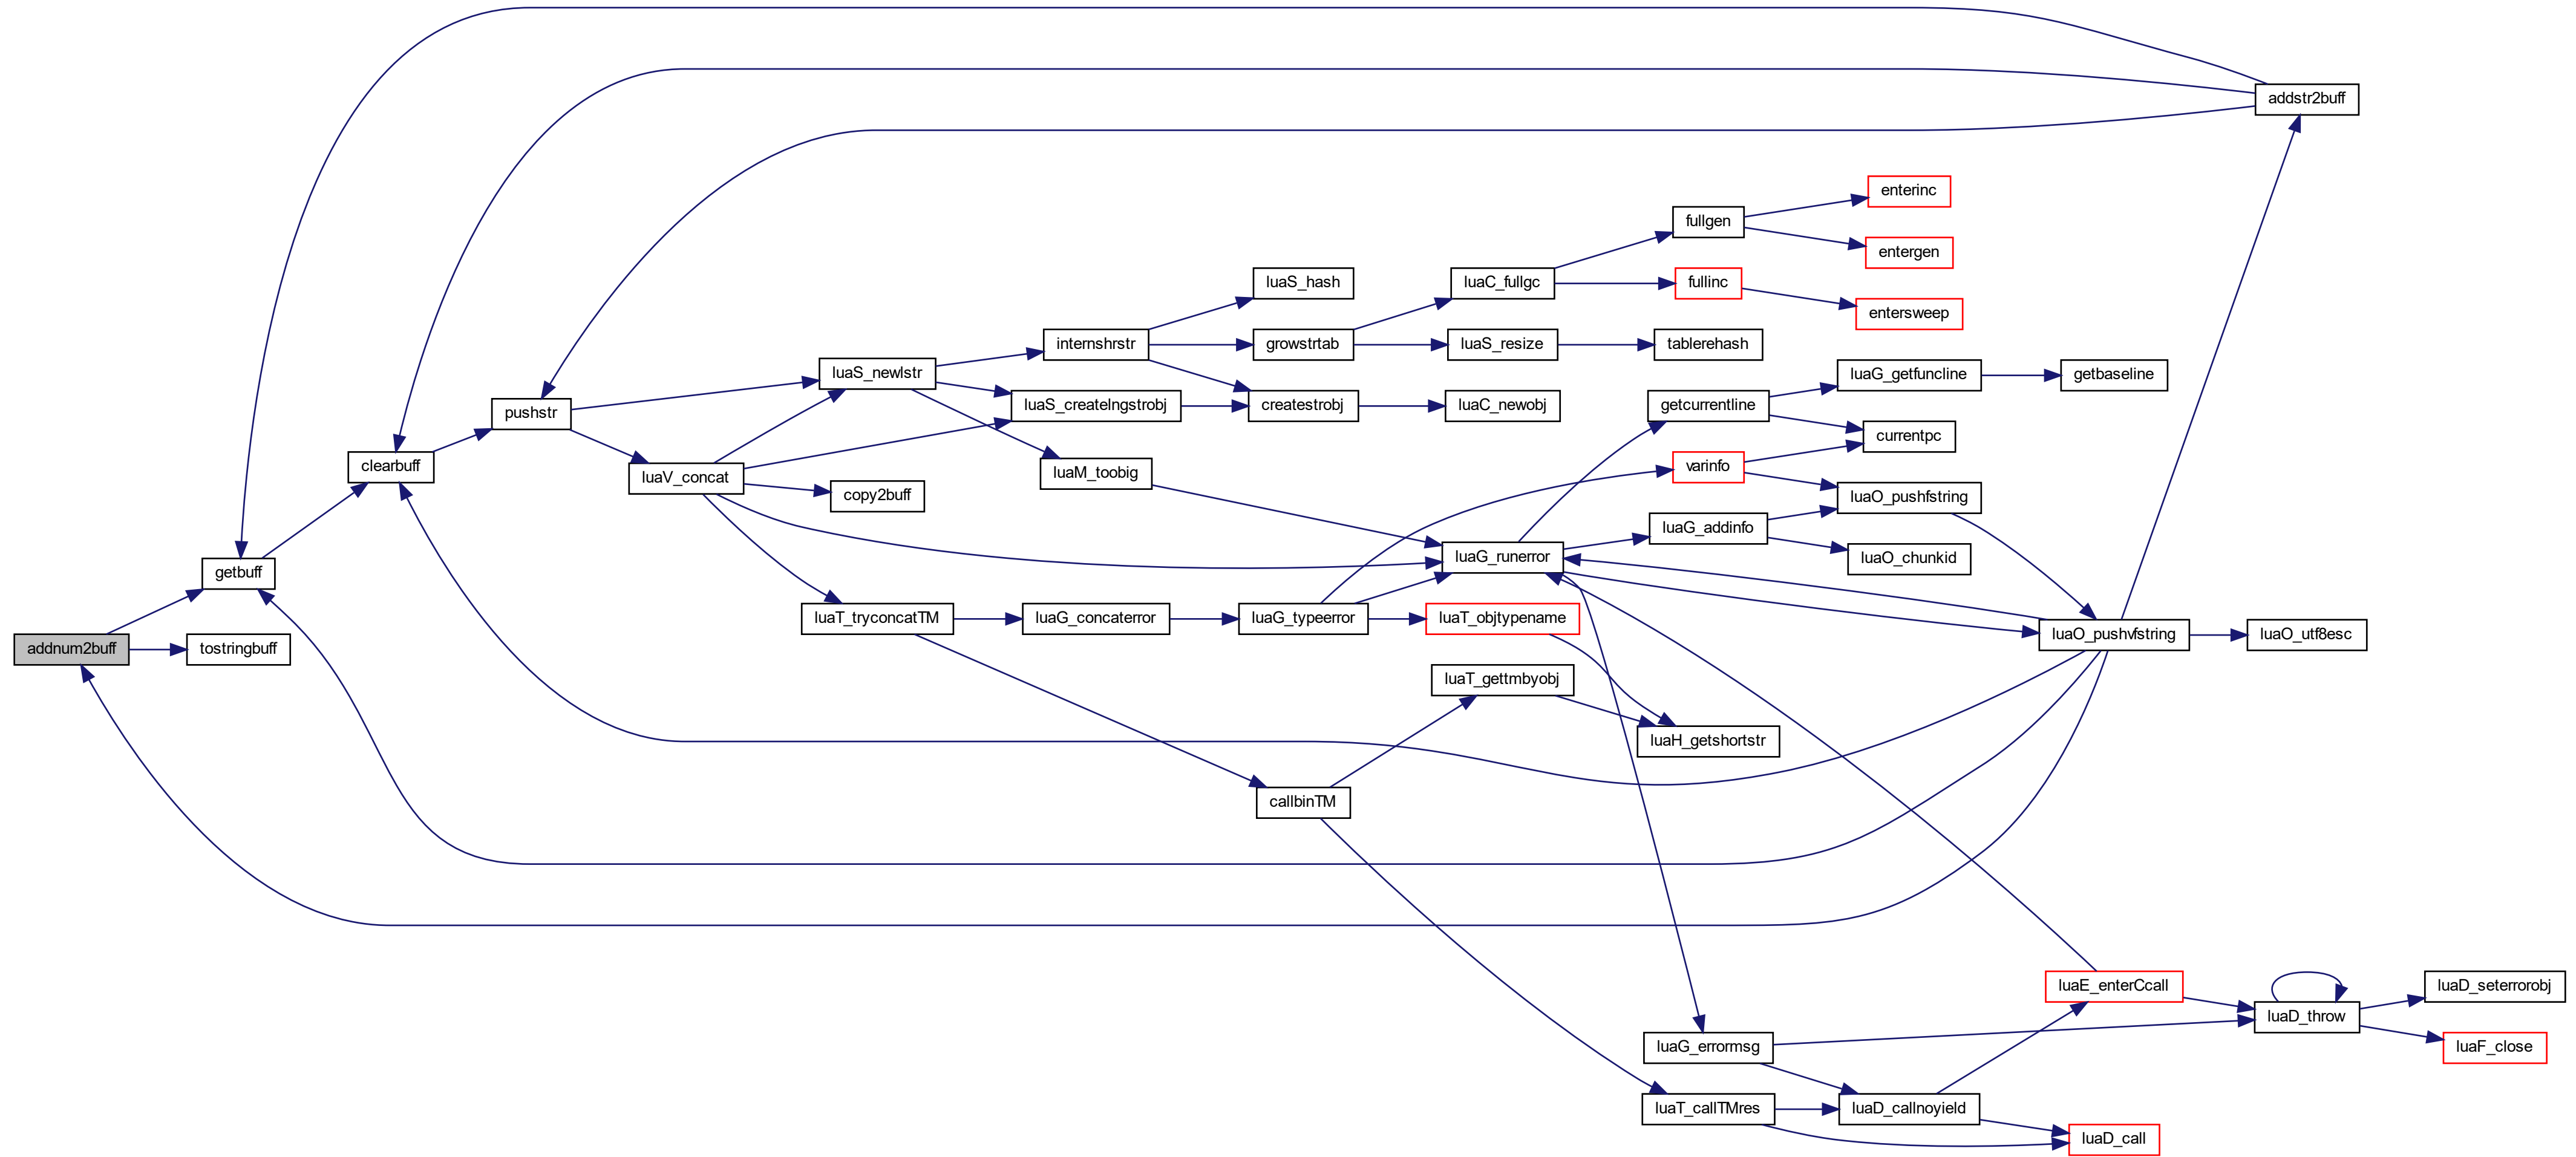 addstr2buff
enterinc
fullgen
entergen
luaS_hash
luaC_fullgc
fullinc
entersweep
internshrstr
growstrtab
luaS_resize
tablerehash
luaS_newlstr
luaG_getfuncline
getbaseline
pushstr
luaS_createlngstrobj
createstrobj
luaC_newobj
getcurrentline
currentpc
clearbuff
luaV_concat
luaM_toobig
varinfo
copy2buff
luaO_pushfstring
luaG_addinfo
luaO_chunkid
getbuff
luaG_runerror
luaT_tryconcatTM
luaG_concaterror
luaG_typeerror
luaT_objtypename
luaO_pushvfstring
luaO_utf8esc
addnum2buff
tostringbuff
luaT_gettmbyobj
luaH_getshortstr
callbinTM
luaE_enterCcall
luaD_seterrorobj
luaD_throw
luaG_errormsg
luaF_close
luaT_callTMres
luaD_callnoyield
luaD_call